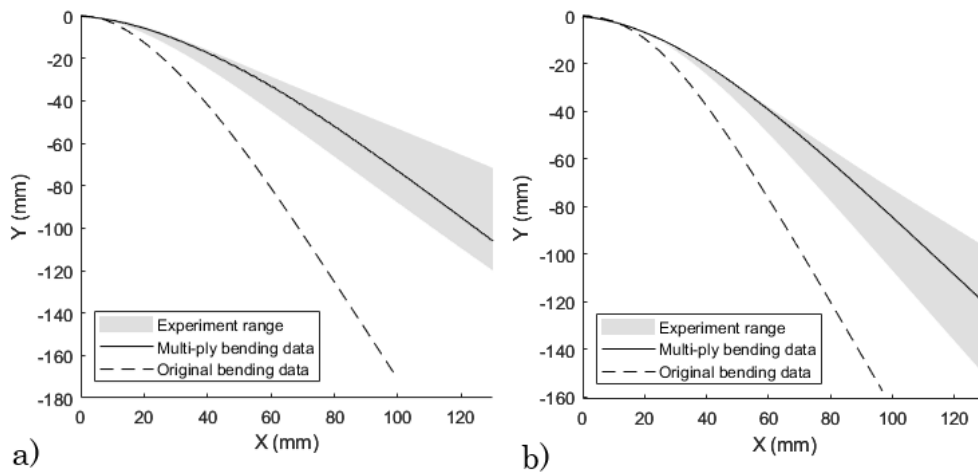 0
-20
-40
-60
-80
-100
-120
-140
-160
-180
Y (mm)
0 20 40 60 80 100 120
X (mm)
Experiment range
Multi-ply bending data
Original bending data
a)
0
-20
-40
-60
-80
-100
-120
-140
-160
Y (mm)
0 20 40 60 80 100 120
X (mm)
Experiment range
Multi-ply bending data
Original bending data
b)